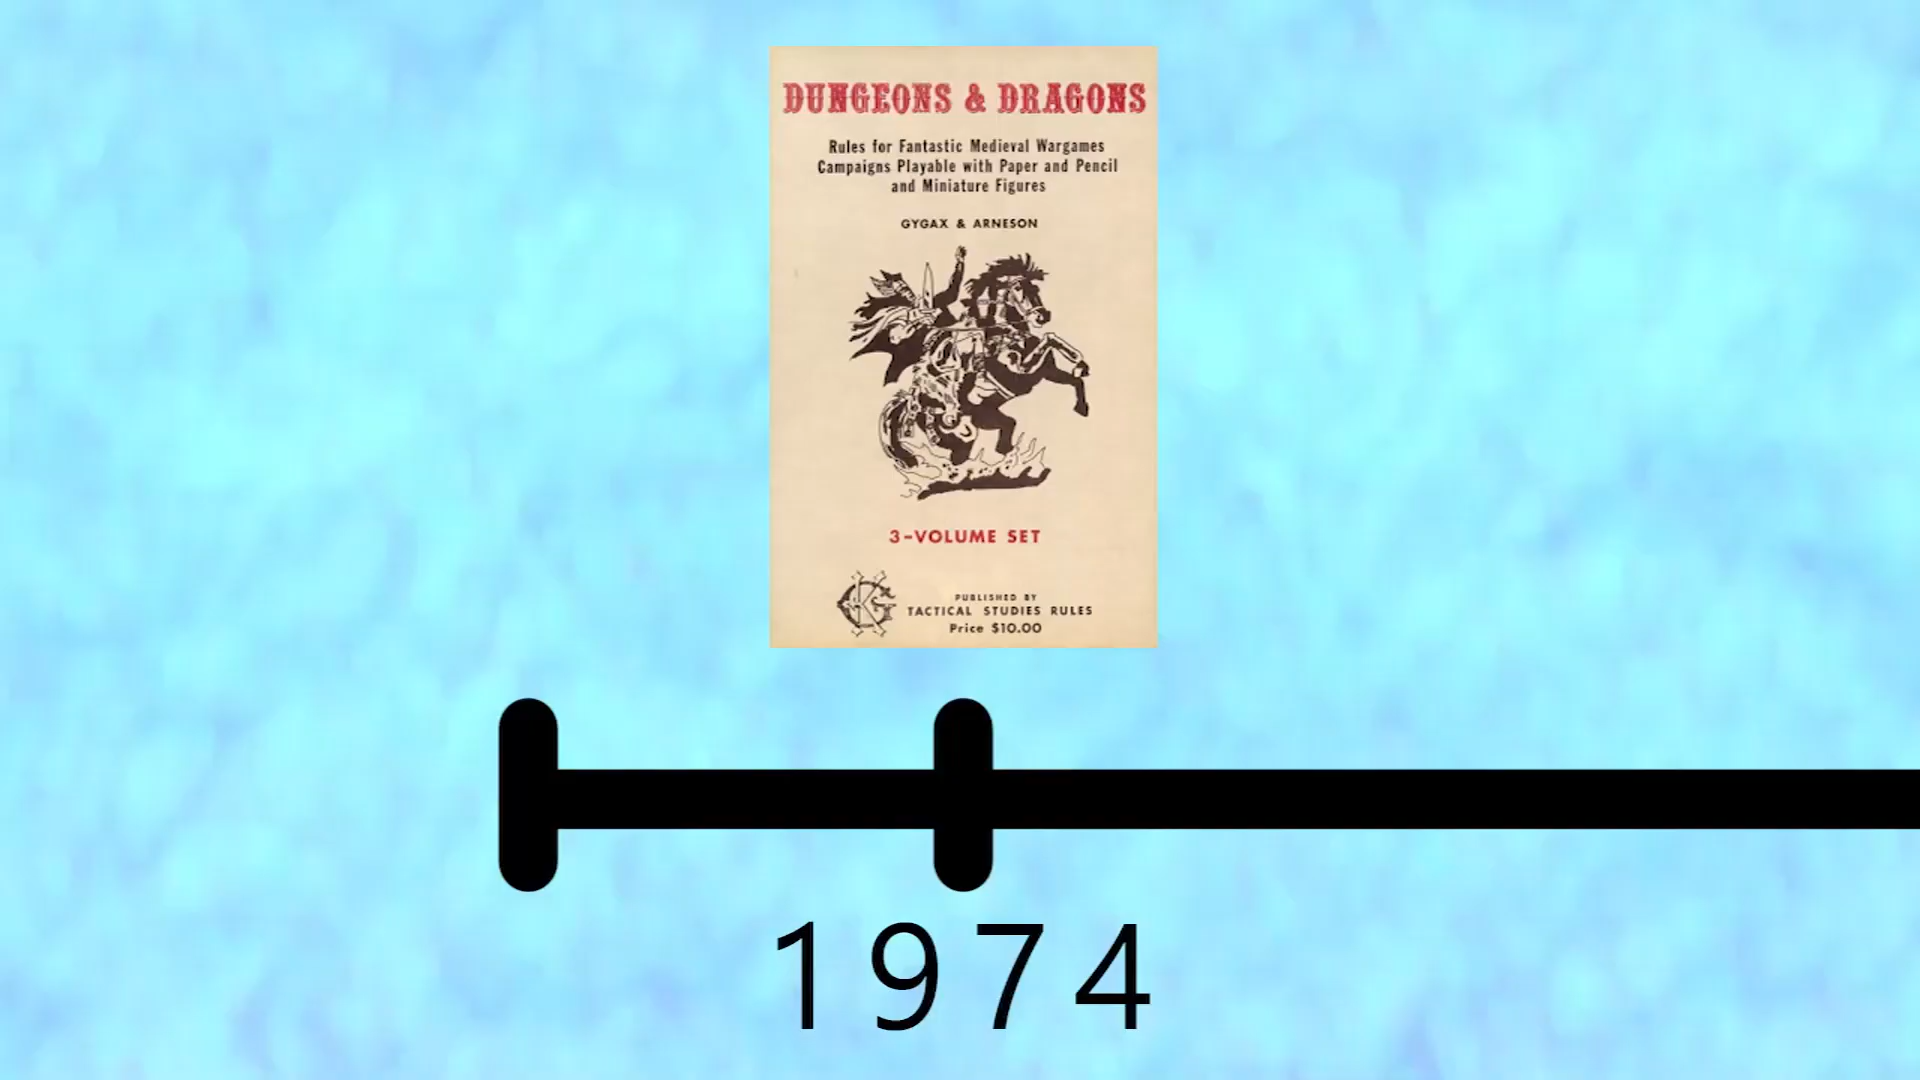 DUNGEONS & DRAGONS
Rules for Fantastic Medieval Wargames
Campaigns Playable with Paper and Pencil
and Miniature Figures
GYGAX & ARNESON
3-VOLUME SET
PUBLISHED BY
TACTICAL STUDIES RULES
Price $10.00
1974